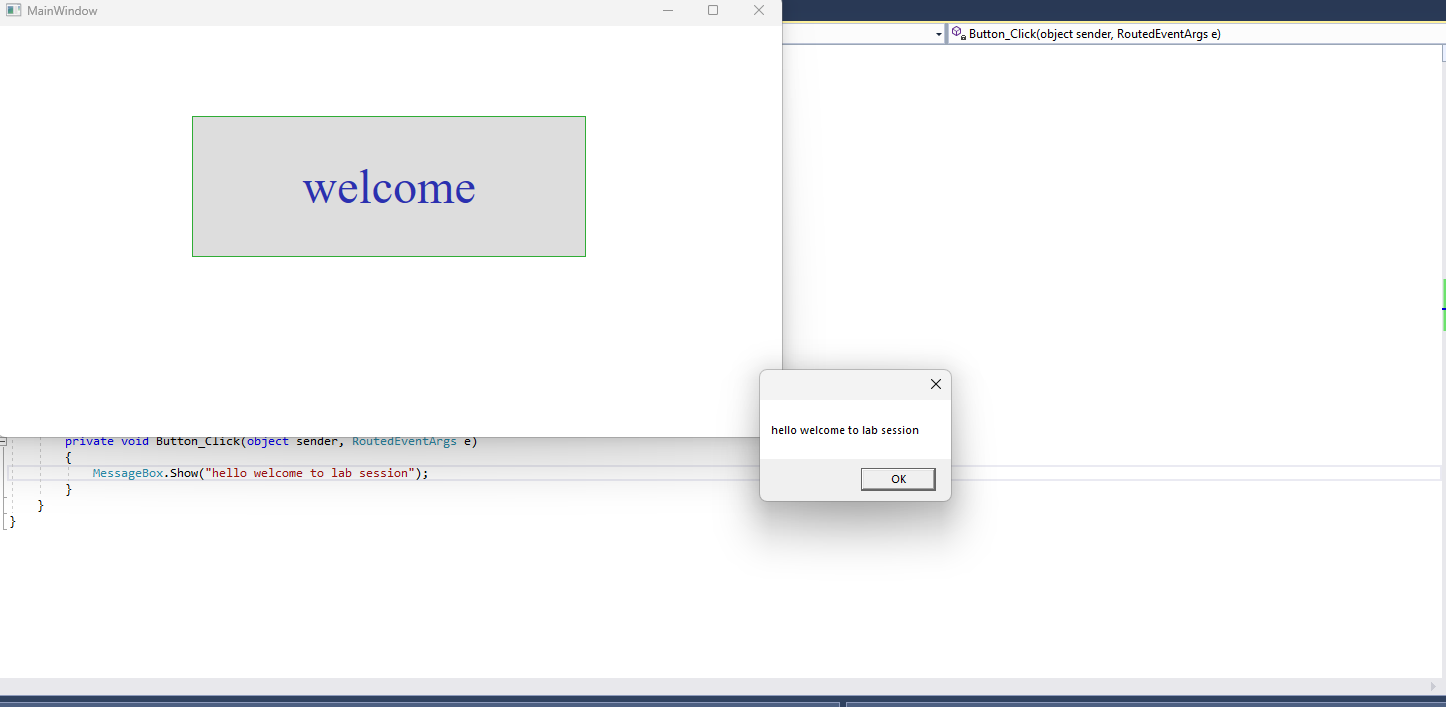 MainWindow
Button_Click(object sender, RoutedEventArgs e)
welcome
hello welcome to lab session
OK
private void Button_Click(object sender, RoutedEventArgs e)
{
MessageBox.Show("hello welcome to lab session");
}
}
}